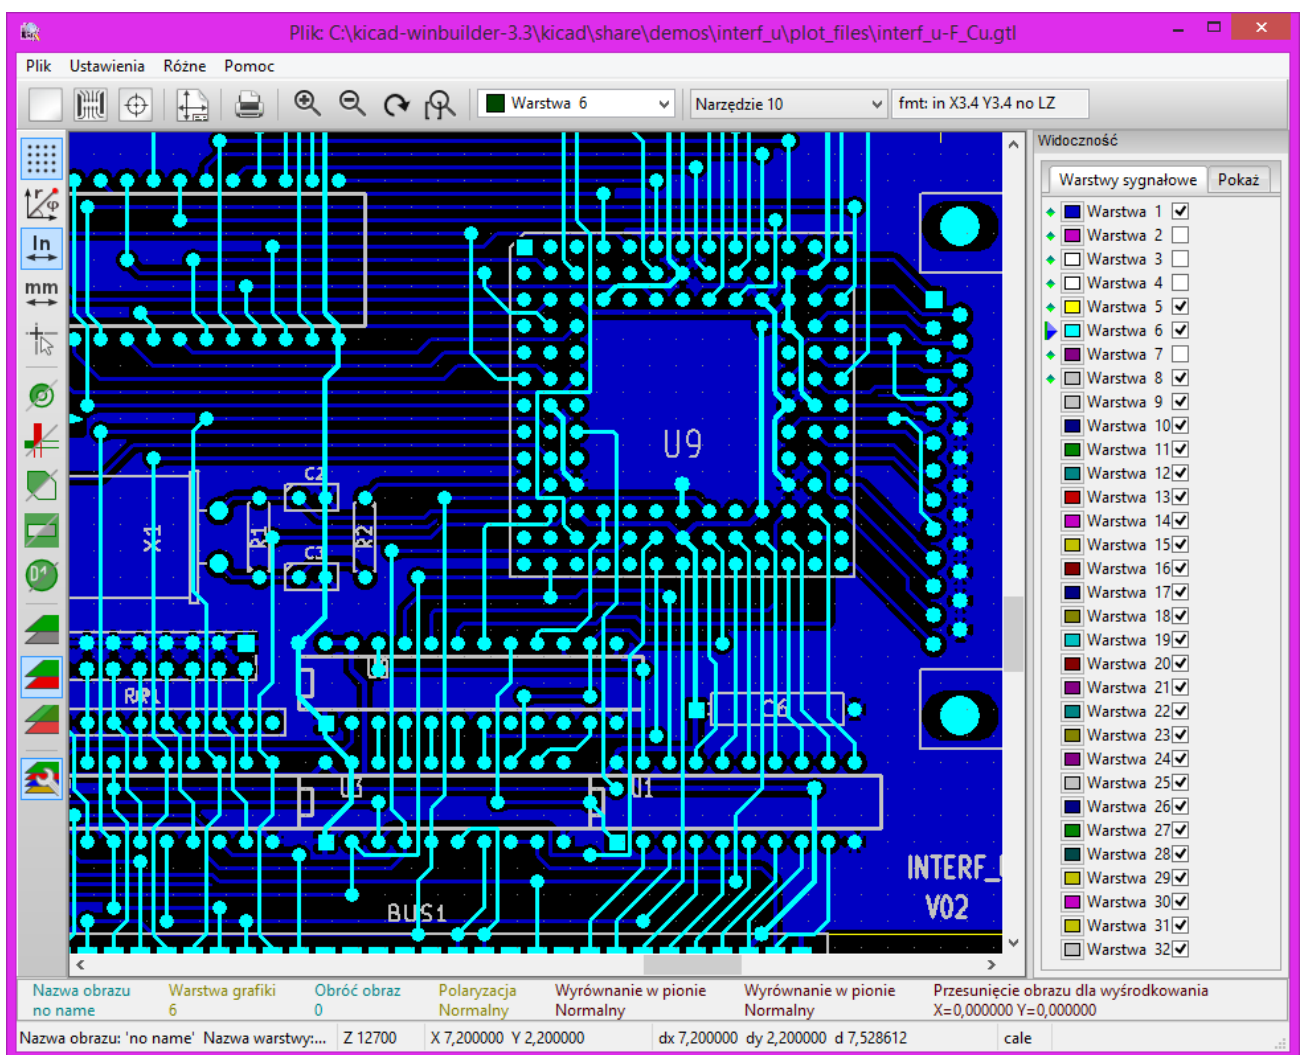 Plik: C:\kicad-winbuilder-3.3\kicad\share\demos\interf_u\plot_files\interf_u-F_Cu.gtl
Plik Ustawienia Różne Pomoc
Warstwa 6 Narzędzie 10 fmt: in X3.4 Y3.4 no LZ
Widoczność
Warstwy sygnałowe Pokaż
In
mm
Warstwa 1
Warstwa 2
Warstwa 3
Warstwa 4
Warstwa 5
Warstwa 6
Warstwa 7
Warstwa 8
Warstwa 9
Warstwa 10
Warstwa 11
Warstwa 12
Warstwa 13
Warstwa 14
Warstwa 15
Warstwa 16
Warstwa 17
Warstwa 18
Warstwa 19
Warstwa 20
Warstwa 21
Warstwa 22
Warstwa 23
Warstwa 24
Warstwa 25
Warstwa 26
Warstwa 27
Warstwa 28
Warstwa 29
Warstwa 30
Warstwa 31
Warstwa 32
U9
C2
X1 R1 R2
C3
RR1
C6
U3 U1
INTERF_
V02
BUS1
Nazwa obrazu Warstwa grafiki Obróć obraz Polaryzacja Wyrównanie w pionie Wyrównanie w pionie Przesunięcie obrazu dla wyśrodkowania
no name 6 0 Normalny Normalny Normalny X=0,000000 Y=0,000000
Nazwa obrazu: 'no name' Nazwa warstwy:... Z 12700 X 7,200000 Y 2,200000 dx 7,200000 dy 2,200000 d 7,528612 cale